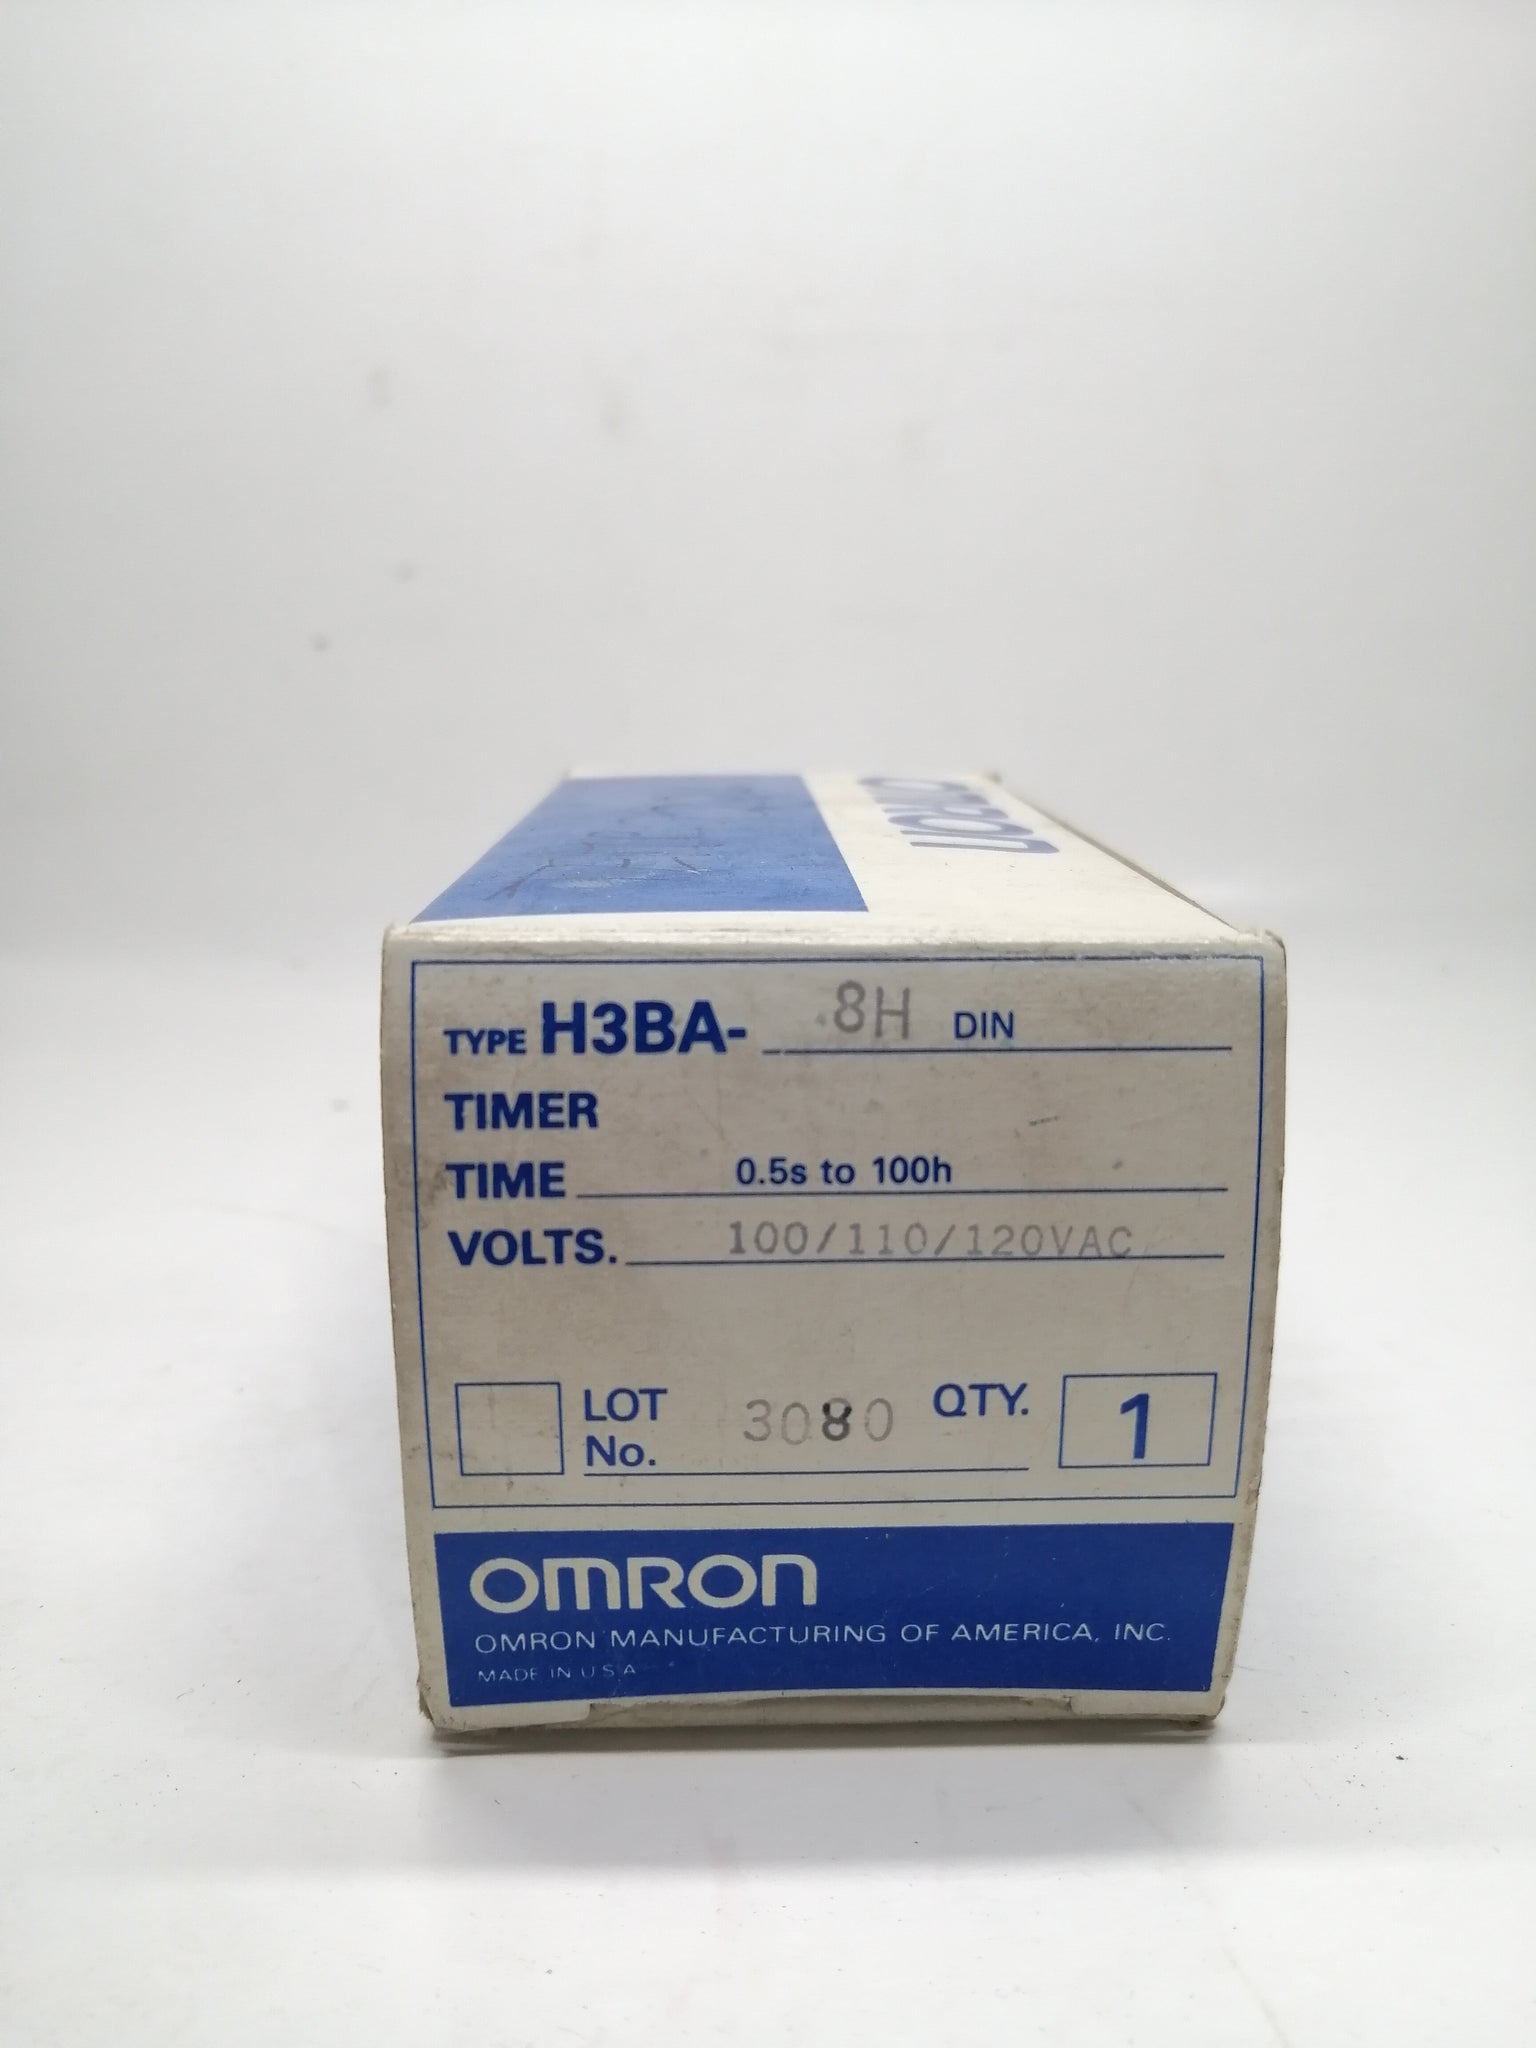 OMRON
TYPE H3BA- 8H DIN
TIMER
TIME 0.5s to 100h
VOLTS. 100/110/120VAC
LOT No. 3080 QTY. 1
OMRON
OMRON MANUFACTURING OF AMERICA, INC.
MADE IN U.S.A